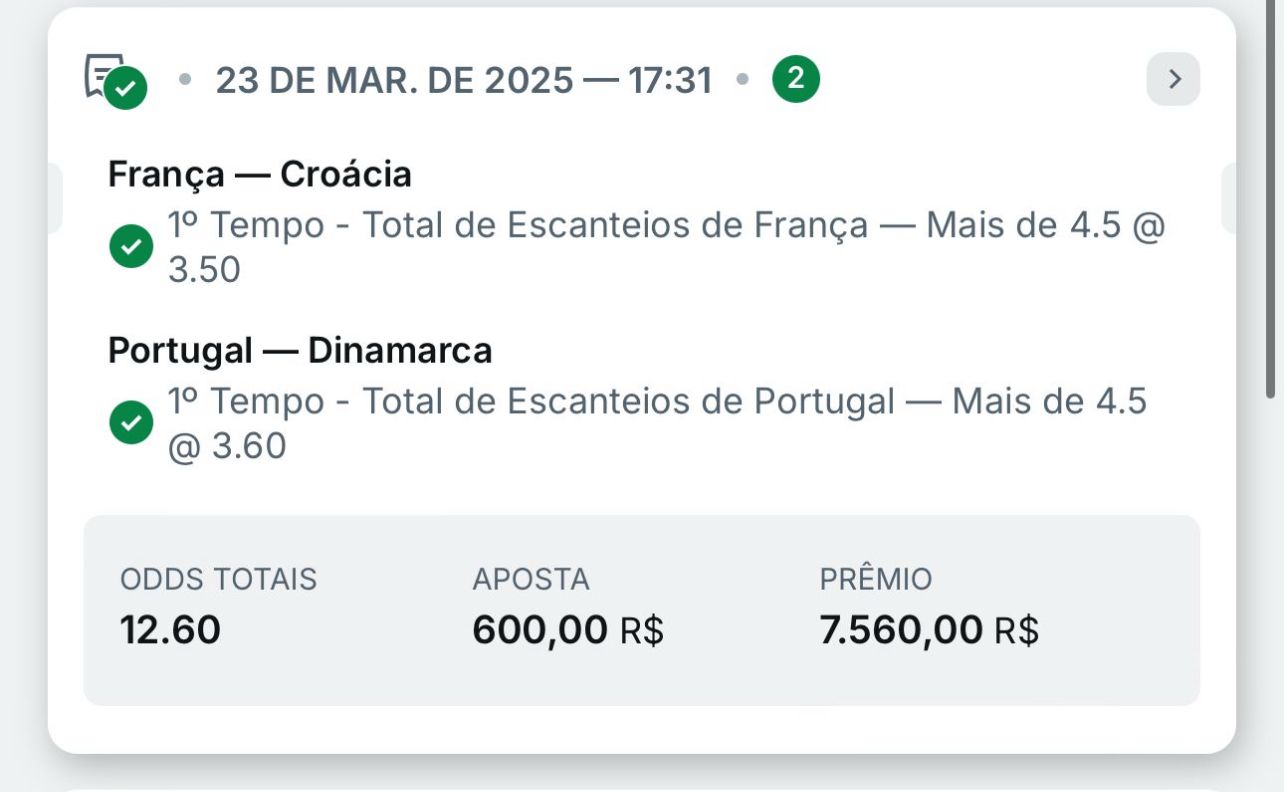 23 DE MAR. DE 2025 — 17:31 • 2
França — Croácia
1º Tempo - Total de Escanteios de França — Mais de 4.5 @
3.50
Portugal — Dinamarca
1º Tempo - Total de Escanteios de Portugal — Mais de 4.5
@ 3.60
ODDS TOTAIS APOSTA PRÊMIO
12.60 600,00 R$ 7.560,00 R$